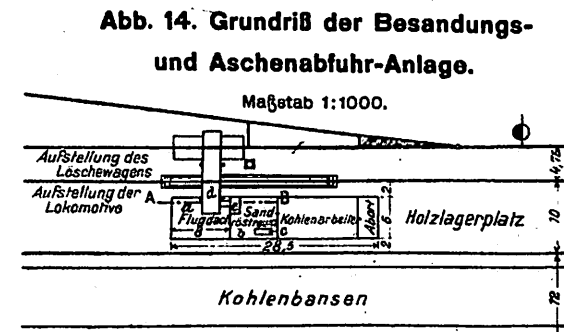 Abb. 14. Grundriß der Besandungs-
und Aschenabfuhr-Anlage.
Maßstab 1:1000.
Aufstellung des
Löschewagens
Aufstellung der
Lokomotive
A
a
d
e
B
Flugdach
Sand
Kohlenarbeiter
Abort
b
c
28,5
2
6
2
Holzlagerplatz
4,75
10
12
Kohlenbansen